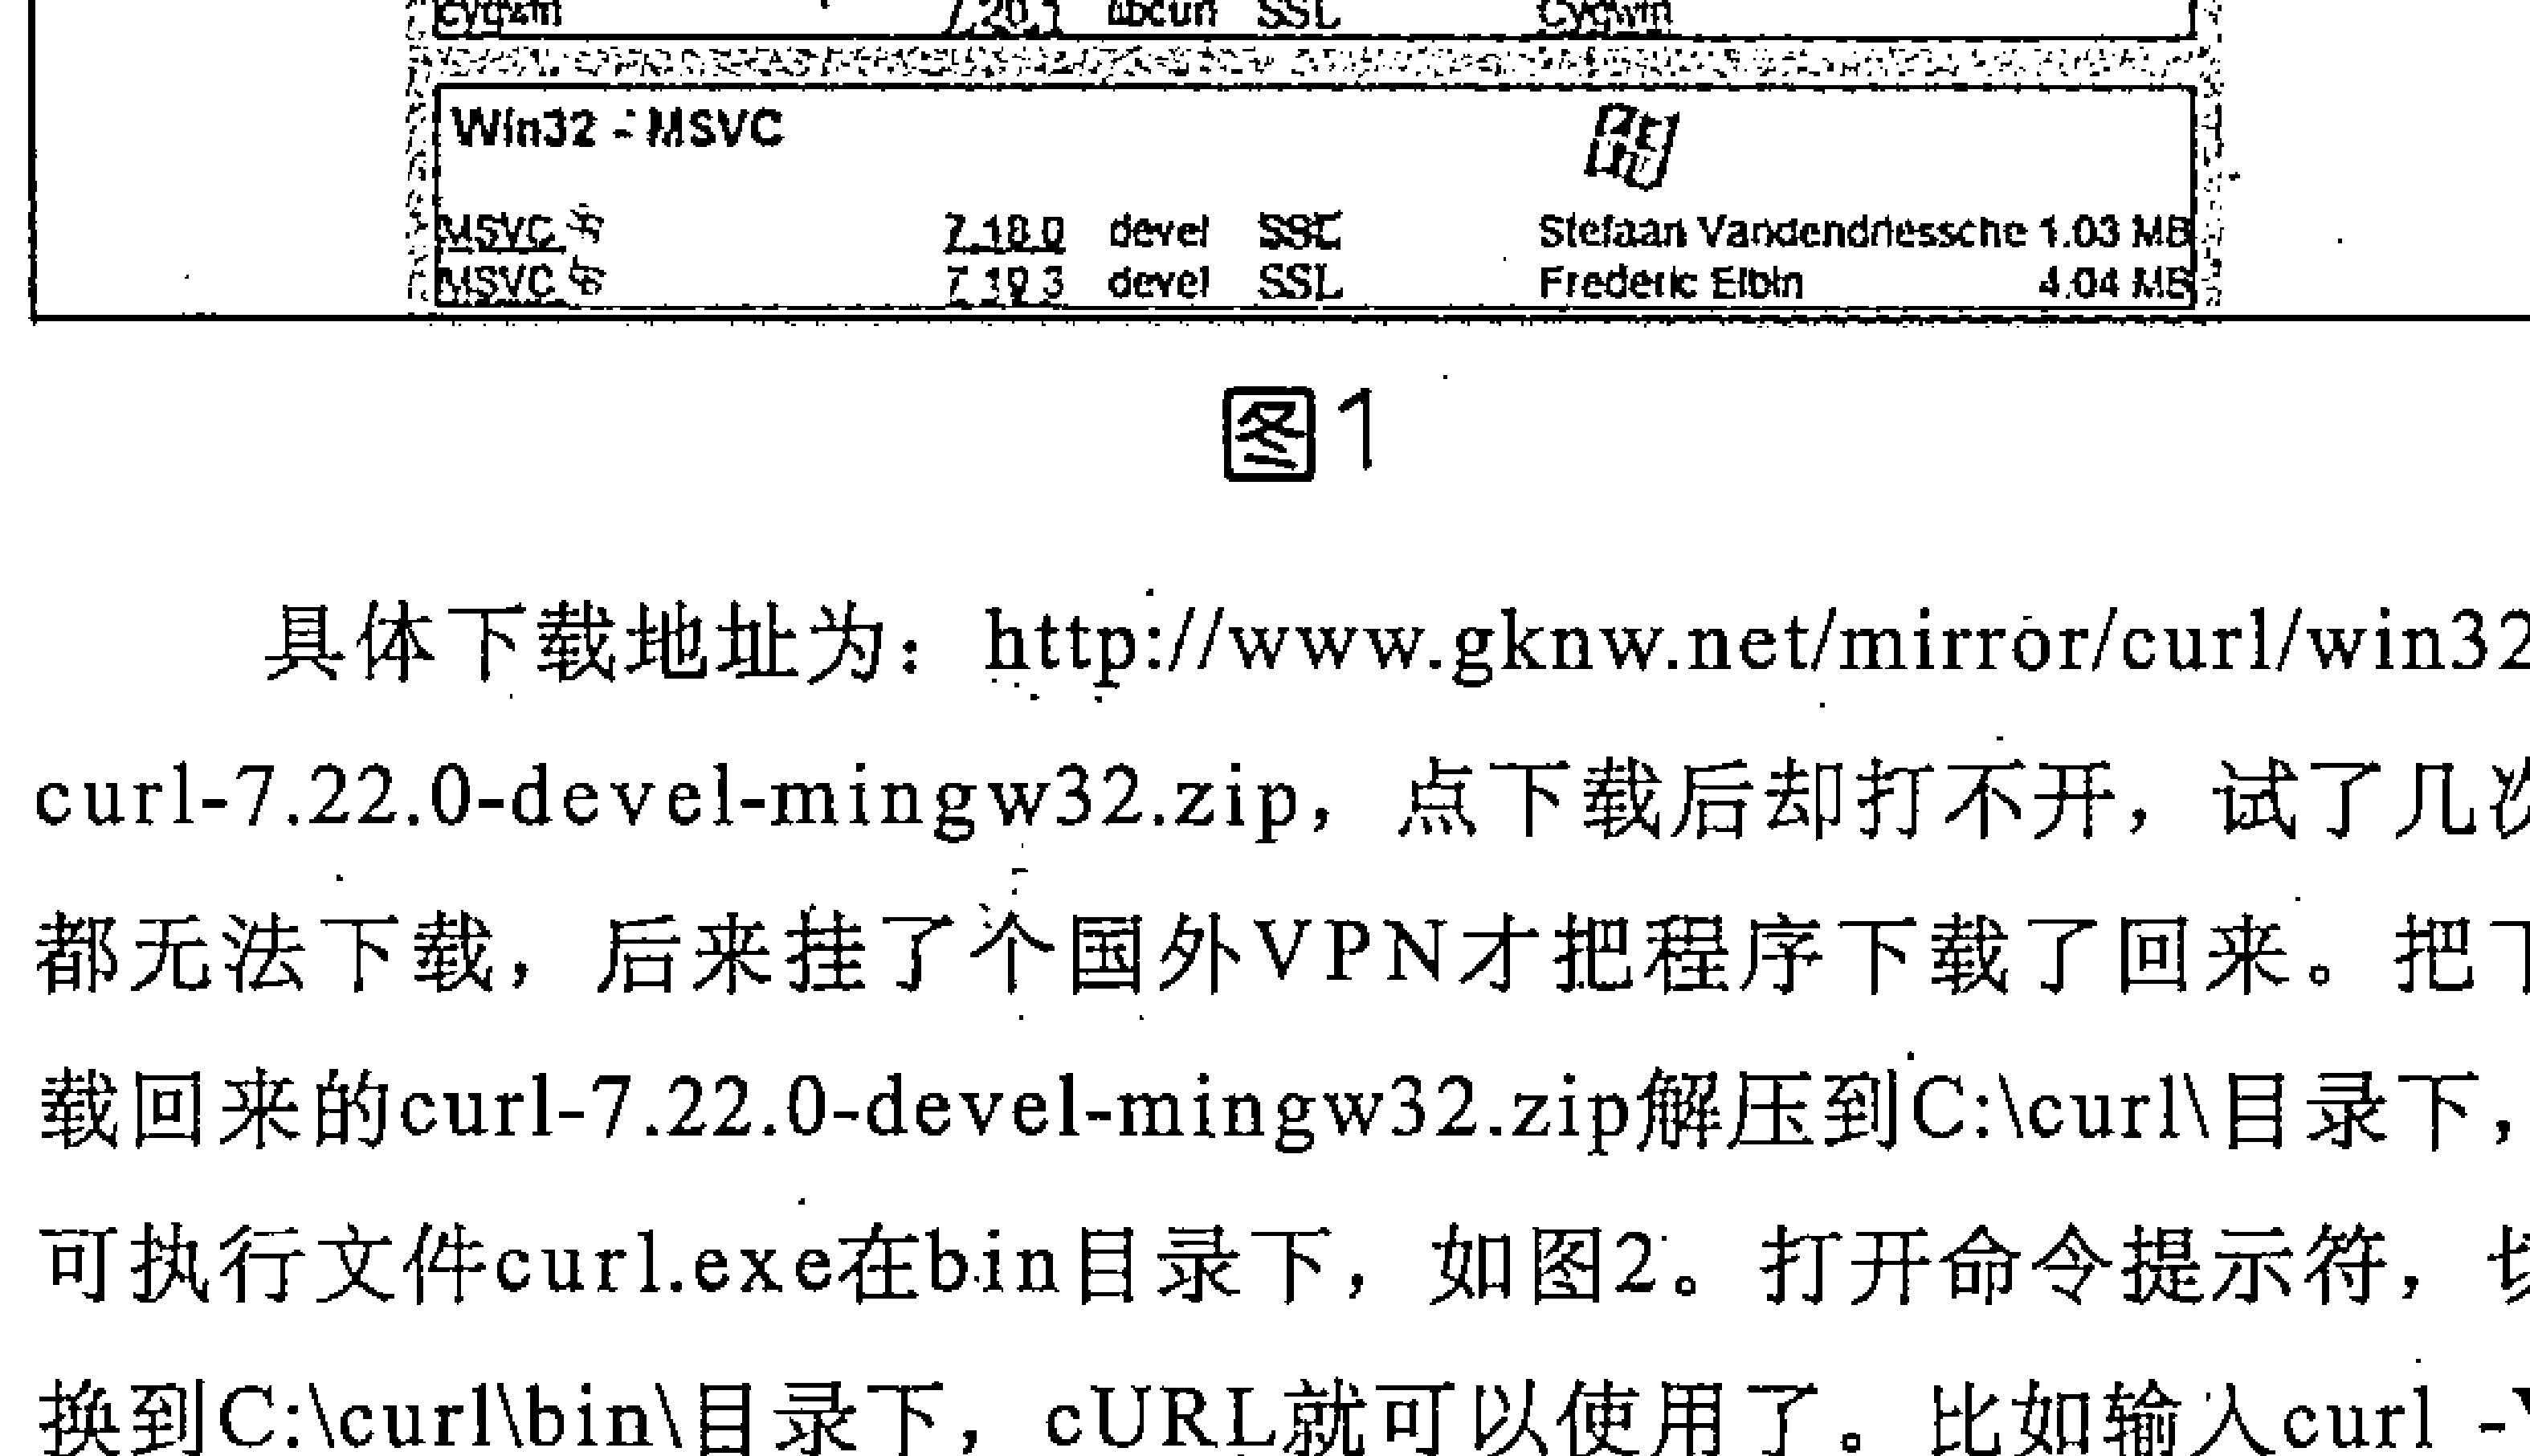 cygwin 7.20.1 libcurl SSL Cygwin
Win32 - MSVC
MSVC 7.18.0 devel SSL Stefaan Vandendriessche 1.03 MB
MSVC 7.19.3 devel SSL Frederic 4.04 MB
图1
具体下载地址为：http://www.gknw.net/mirror/curl/win32
curl-7.22.0-devel-mingw32.zip，点下载后却打不开，试了几次
都无法下载，后来挂了个国外VPN才把程序下载了回来。把下
载回来的curl-7.22.0-devel-mingw32.zip解压到C:\curl\目录下，
可执行文件curl.exe在bin目录下，如图2。打开命令提示符，切
换到C:\curl\bin\目录下，cURL就可以使用了。比如输入curl -V